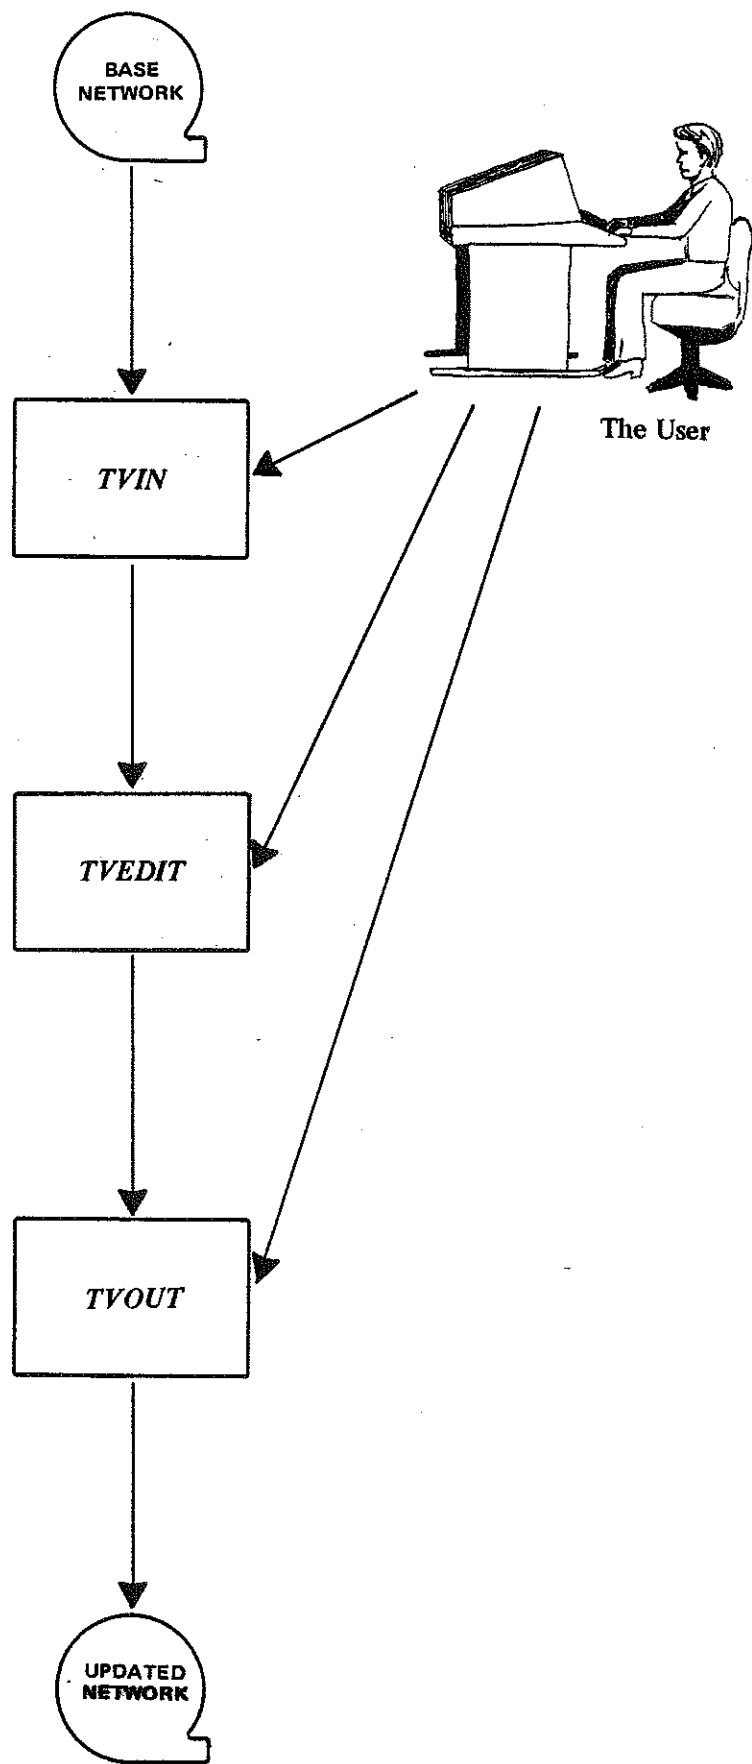 BASE
NETWORK
The User
TVIN
TVEDIT
TVOUT
UPDATED
NETWORK